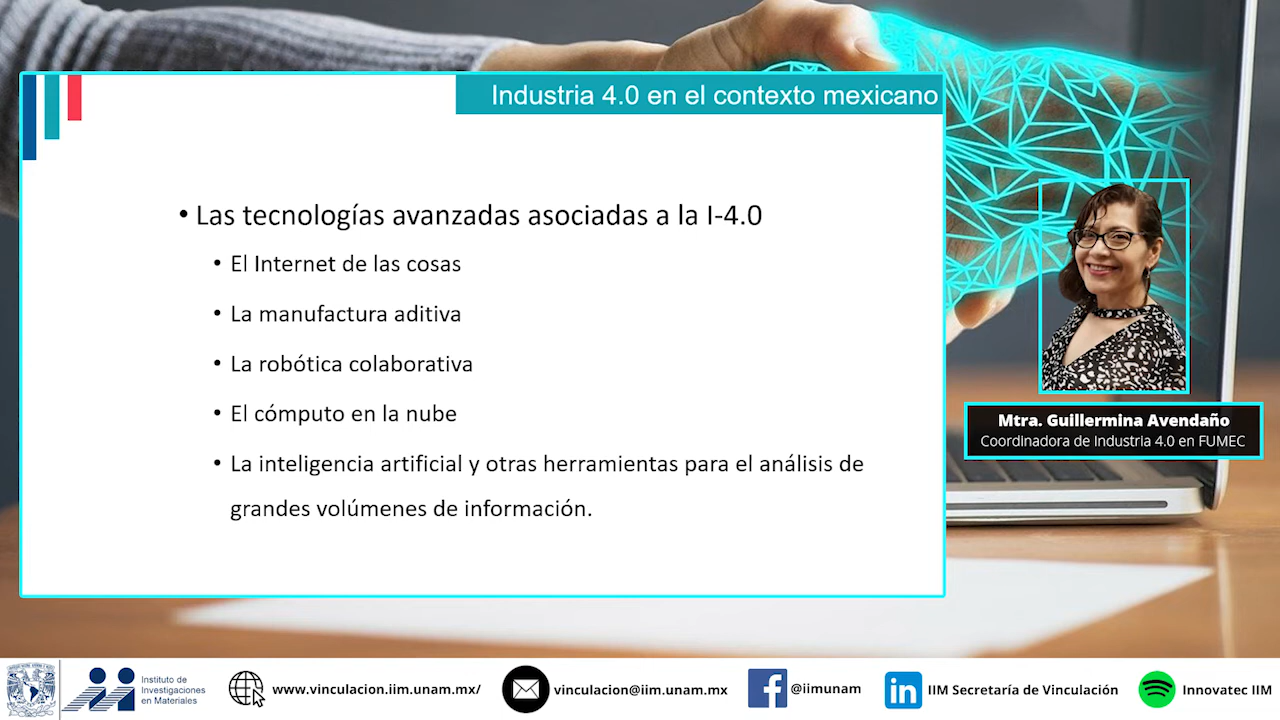 Industria 4.0 en el contexto mexicano
• Las tecnologías avanzadas asociadas a la I-4.0
• El Internet de las cosas
• La manufactura aditiva
• La robótica colaborativa
• El cómputo en la nube
• La inteligencia artificial y otras herramientas para el análisis de
grandes volúmenes de información.
Mtra. Guillermina Avendaño
Coordinadora de Industria 4.0 en FUMEC
Instituto de
Investigaciones
en Materiales
www.vinculacion.iim.unam.mx/
vinculacion@iim.unam.mx
@iimunam
IIM Secretaría de Vinculación
Innovatec IIM